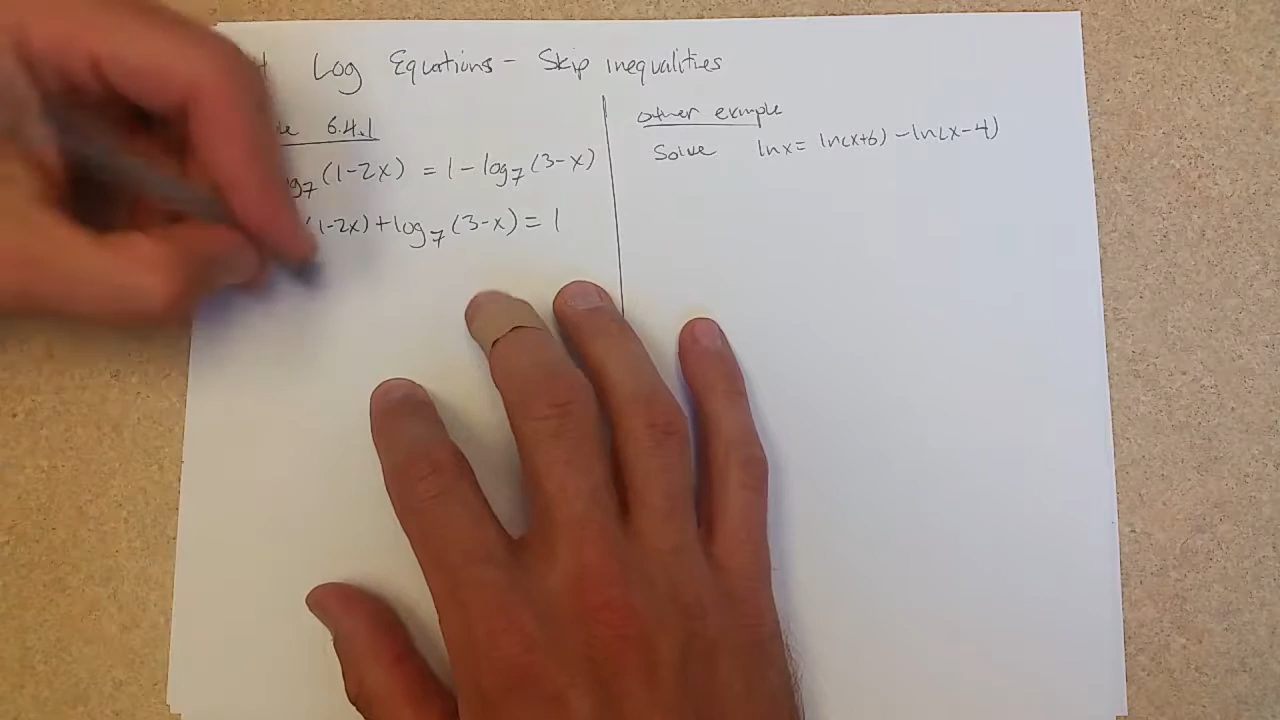 Log Equations - Skip inequalities
6.4.1
(1-2x) = 1 - log₇(3-x)
(1-2x) + log₇(3-x) = 1
other exmple
Solve ln x = ln(x+6) - ln(x-4)